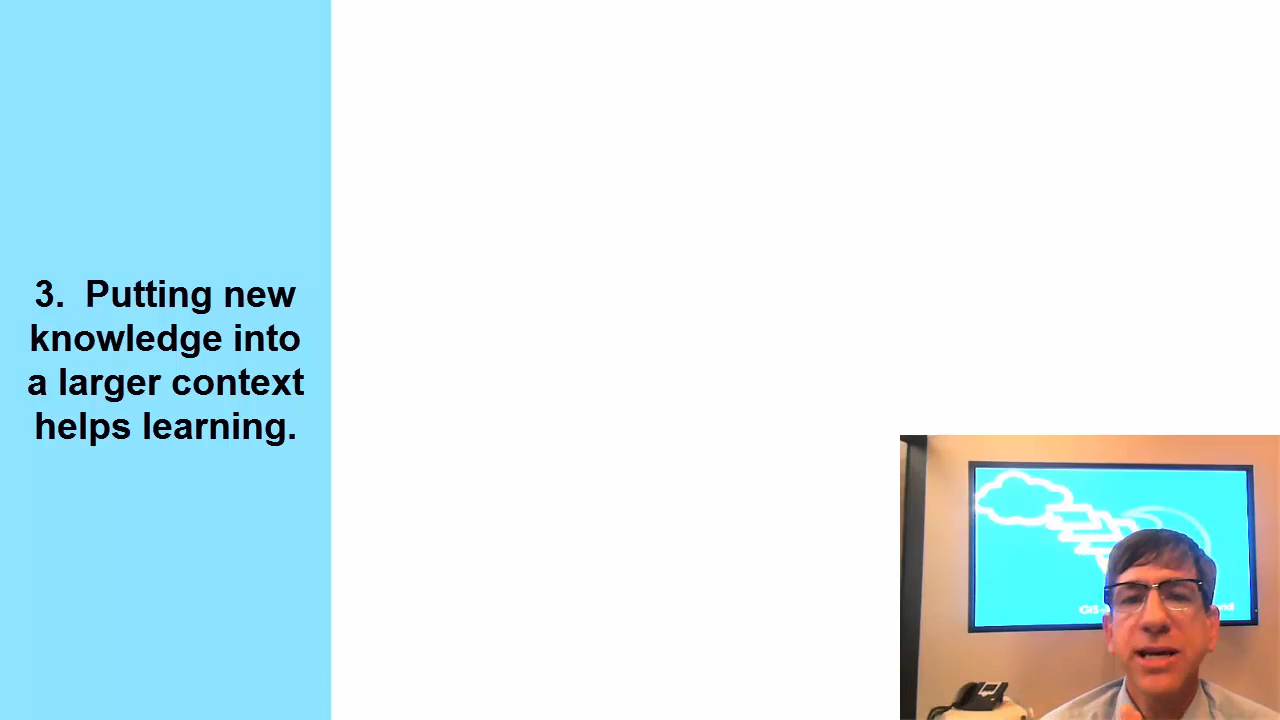 3.  Putting new
knowledge into
a larger context
helps learning.